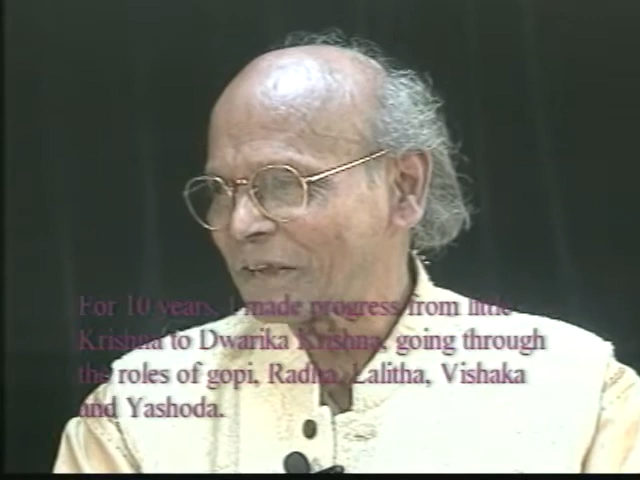 For 10 years, I made progress from little
Krishna to Dwarika Krishna, going through
the roles of gopi, Radha, Lalitha, Vishaka
and Yashoda.